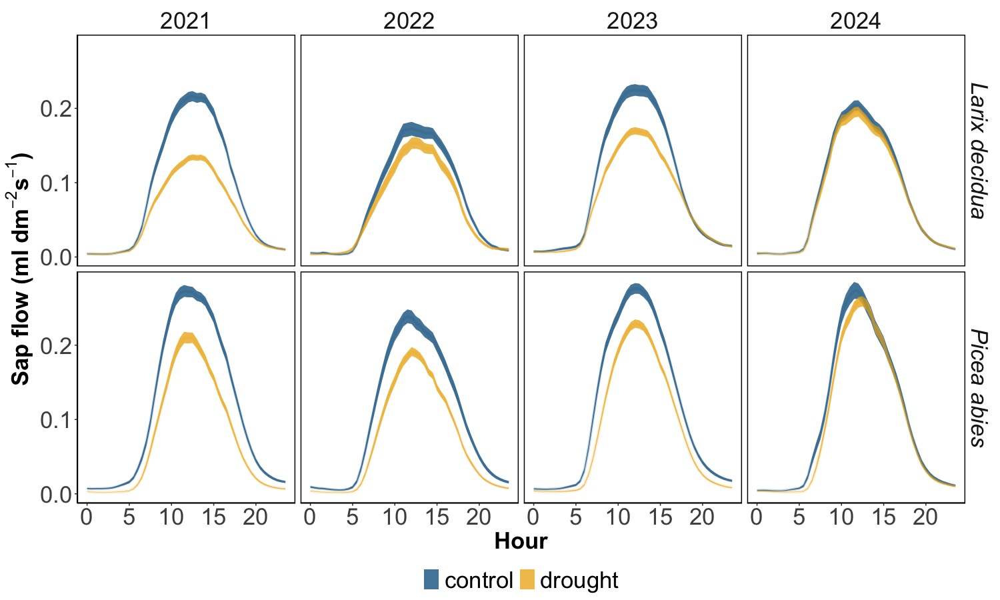 2021 2022 2023 2024
Sap flow (ml dm⁻²s⁻¹)
0.2
0.1
0.0
Larix decidua
0.2
0.1
0.0
Picea abies
0 5 10 15 20 0 5 10 15 20 0 5 10 15 20 0 5 10 15 20
Hour
control drought